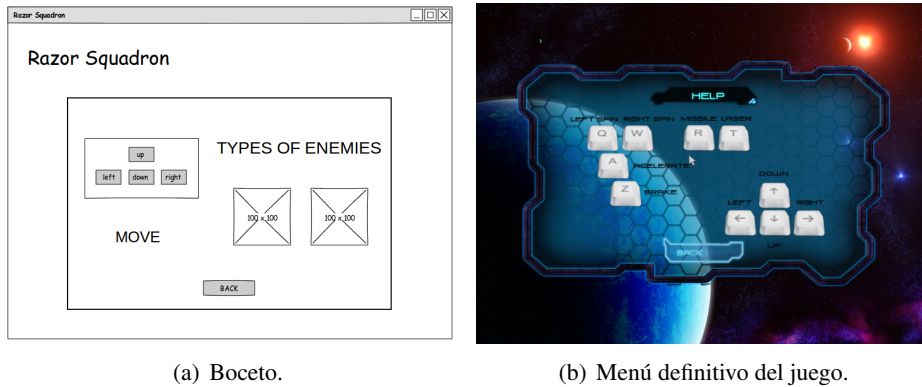 Razor Squadron
Razor Squadron
up
left down right
MOVE
TYPES OF ENEMIES
100 x 100 100 x 100
BACK
HELP
LEFT SPIN RIGHT SPIN MISSILE LASER
Q W R T
A ACELERATE
Z BRAKE
DOWN
↑
LEFT RIGHT
← ↓ →
UP
BACK
(a) Boceto.
(b) Menú definitivo del juego.